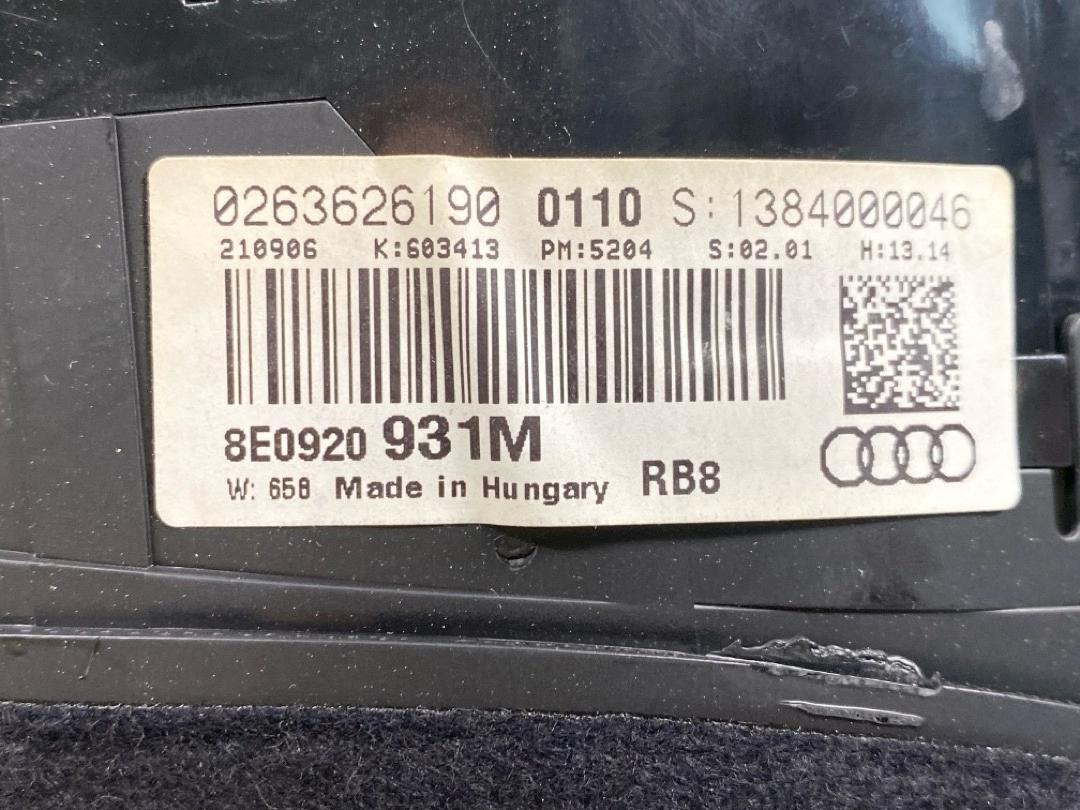 0263626190 0110 S:1384000046
210906 K:603413 PM:5204 S:02.01 H:13.14
8E0920 931M
W: 658 Made in Hungary RB8